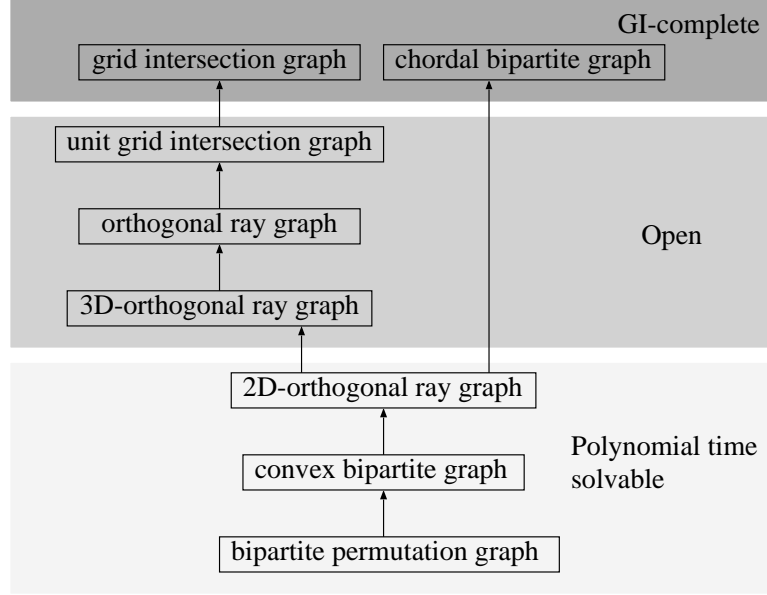 GI-complete
grid intersection graph
chordal bipartite graph
unit grid intersection graph
orthogonal ray graph
Open
3D-orthogonal ray graph
2D-orthogonal ray graph
Polynomial time
solvable
convex bipartite graph
bipartite permutation graph